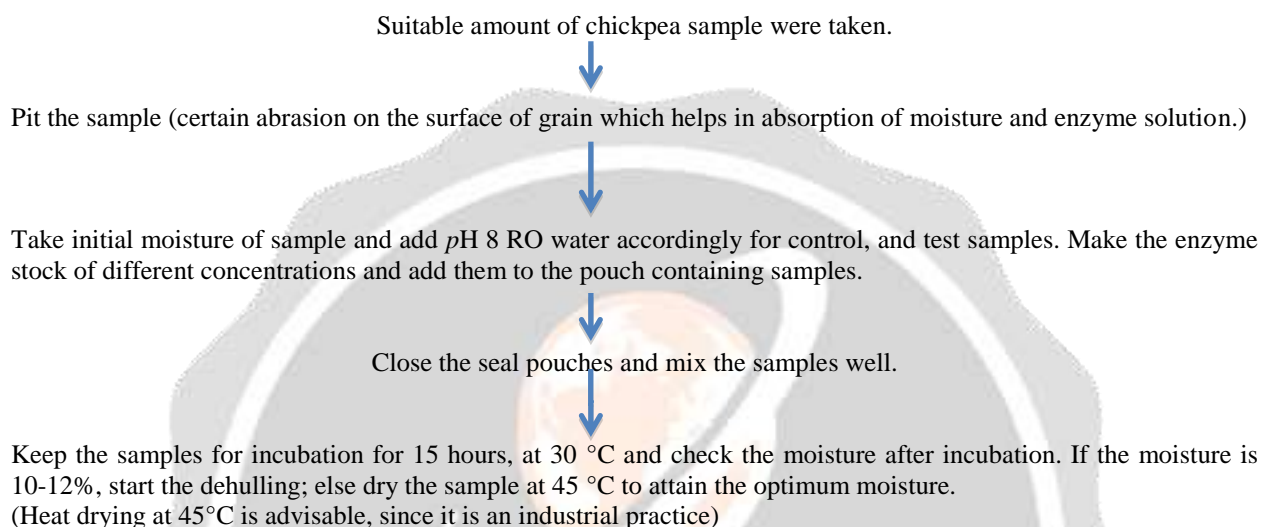 Suitable amount of chickpea sample were taken.
Pit the sample (certain abrasion on the surface of grain which helps in absorption of moisture and enzyme solution.)
Take initial moisture of sample and add pH 8 RO water accordingly for control, and test samples. Make the enzyme
stock of different concentrations and add them to the pouch containing samples.
Close the seal pouches and mix the samples well.
Keep the samples for incubation for 15 hours, at 30 °C and check the moisture after incubation. If the moisture is
10-12%, start the dehulling; else dry the sample at 45 °C to attain the optimum moisture.
(Heat drying at 45°C is advisable, since it is an industrial practice)